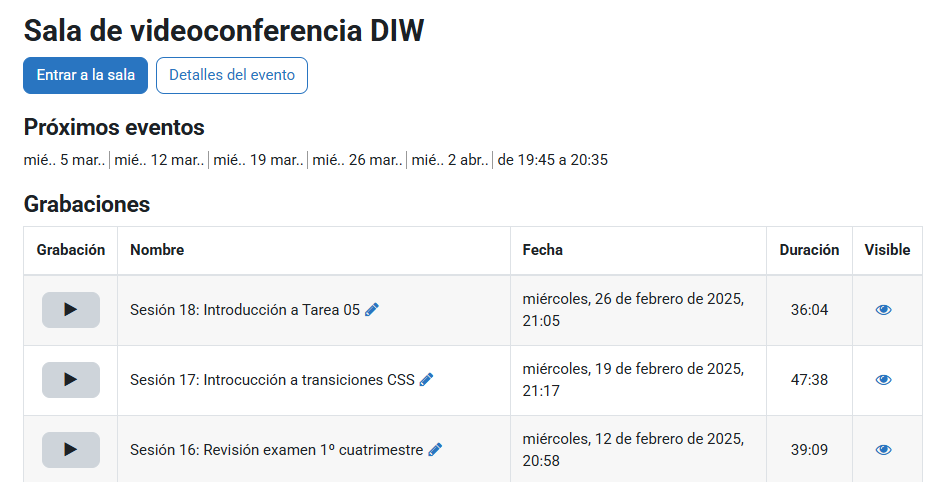 Sala de videoconferencia DIW
Entrar a la sala Detalles del evento
Próximos eventos
mié.. 5 mar.. mié.. 12 mar.. mié.. 19 mar.. mié.. 26 mar.. mié.. 2 abr.. de 19:45 a 20:35
Grabaciones
Grabación Nombre Fecha Duración Visible
Sesión 18: Introducción a Tarea 05 miércoles, 26 de febrero de 2025, 36:04
21:05
Sesión 17: Introcucción a transiciones CSS miércoles, 19 de febrero de 2025, 47:38
21:17
Sesión 16: Revisión examen 1º cuatrimestre miércoles, 12 de febrero de 2025, 39:09
20:58